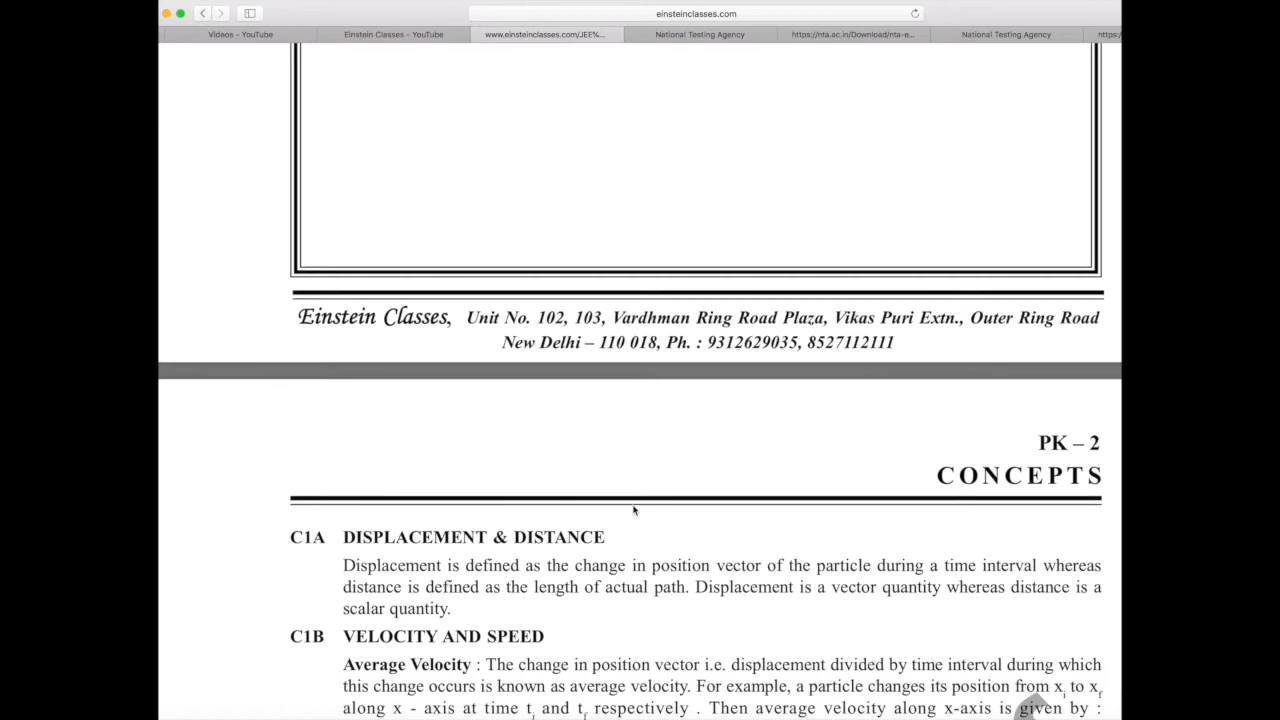 einsteinclasses.com
Videos - YouTube
Einstein Classes - YouTube
www.einsteinclasses.com/JEE%...
National Testing Agency
https://nta.ac.in/Download/nta-e...
National Testing Agency
https:/
Einstein Classes, Unit No. 102, 103, Vardhman Ring Road Plaza, Vikas Puri Extn., Outer Ring Road
New Delhi – 110 018, Ph. : 9312629035, 8527112111
PK – 2
CONCEPTS
C1A DISPLACEMENT & DISTANCE
Displacement is defined as the change in position vector of the particle during a time interval whereas
distance is defined as the length of actual path. Displacement is a vector quantity whereas distance is a
scalar quantity.
C1B VELOCITY AND SPEED
Average Velocity : The change in position vector i.e. displacement divided by time interval during which
this change occurs is known as average velocity. For example, a particle changes its position from xi to xf
along x - axis at time ti and tf respectively . Then average velocity along x-axis is given by :